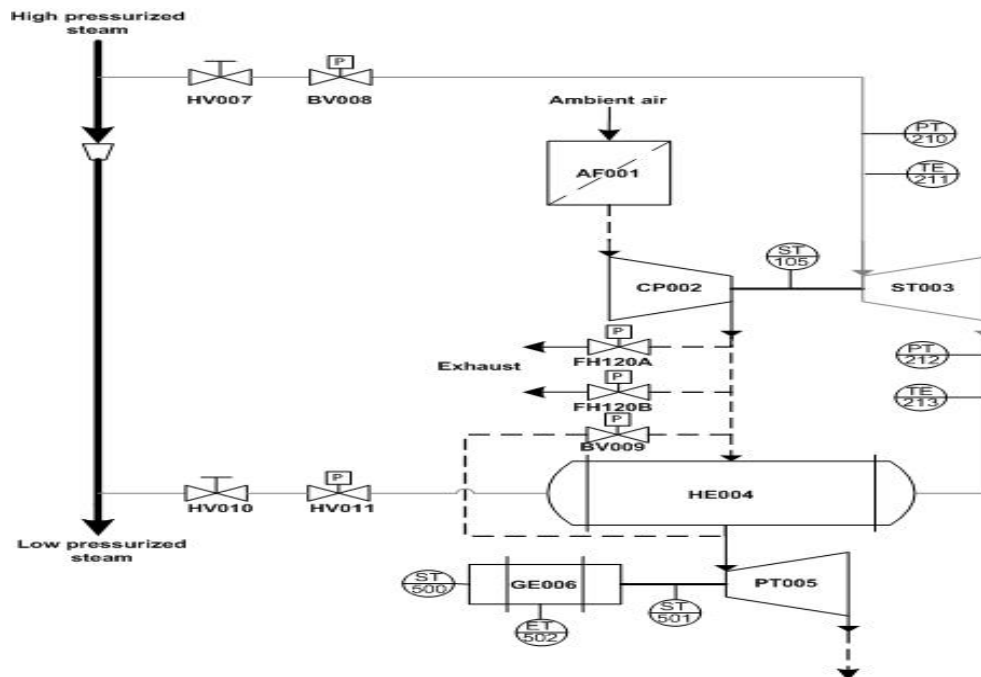 High pressurized
steam
P
HV007
BV008
Ambient air
PT
210
AF001
TE
211
ST
105
CP002
ST003
P
FH120A
PT
212
Exhaust
P
FH120B
TE
213
P
BV009
HE004
P
HV010
HV011
Low pressurized
steam
ST
500
GE006
PT005
ST
501
ET
502